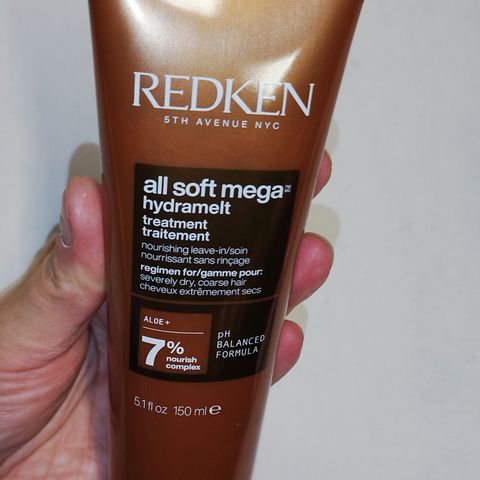 REDKEN
5TH AVENUE NYC
all soft mega™ MC
hydramelt
treatment
traitement
nourishing leave-in/soin
nourrissant sans rinçage
regimen for/gamme pour:
severely dry, coarse hair
cheveux extrêmement secs
ALOE+
7%
nourish
complex
pH
BALANCED
FORMULA
5.1 fl oz 150 ml e